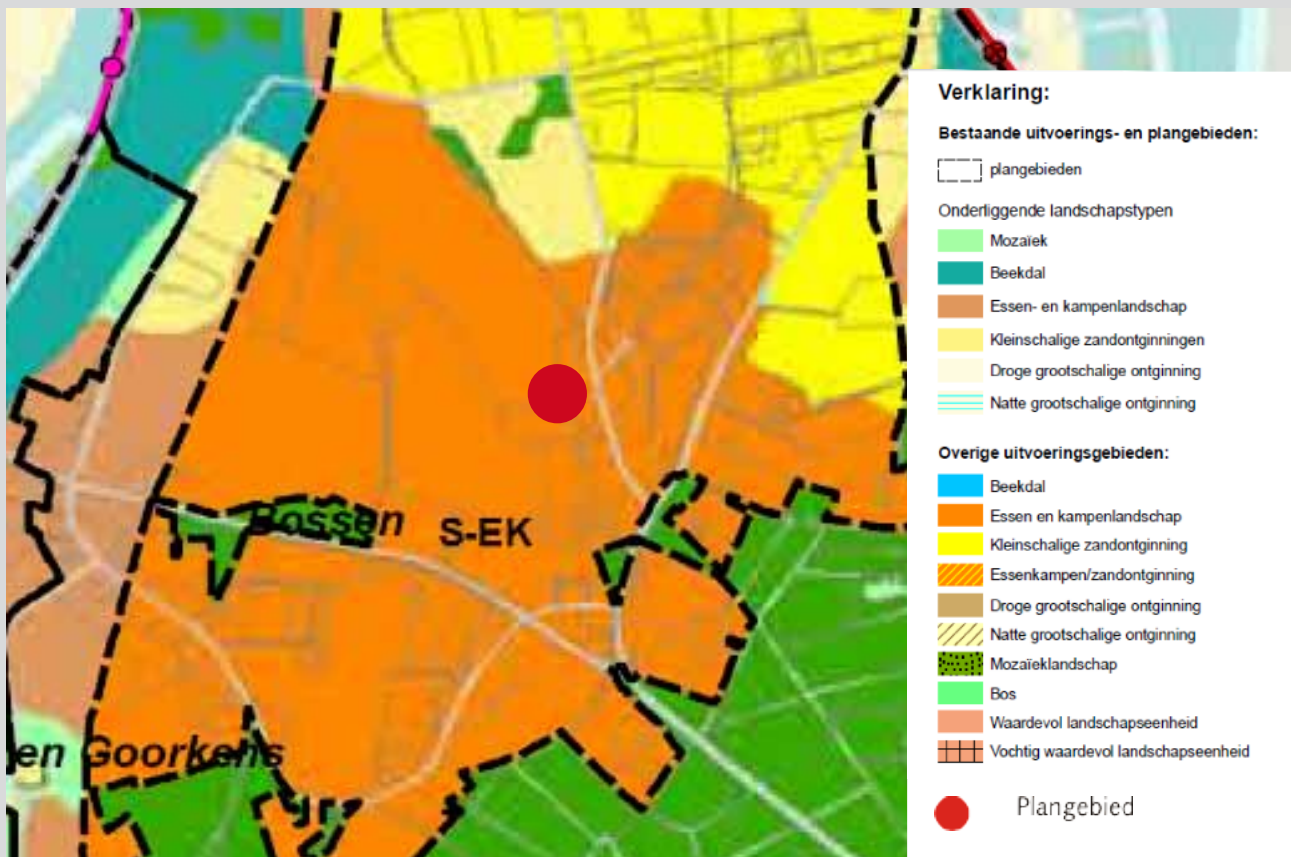 Bossen
S-EK
en Goorkens
Verklaring:
Bestaande uitvoerings- en plangebieden:
plangebieden
Onderliggende landschapstypen
Mozaïek
Beekdal
Essen- en kampenlandschap
Kleinschalige zandontginningen
Droge grootschalige ontginning
Natte grootschalige ontginning
Overige uitvoeringsgebieden:
Beekdal
Essen en kampenlandschap
Kleinschalige zandontginning
Essenkampen/zandontginning
Droge grootschalige ontginning
Natte grootschalige ontginning
Mozaïeklandschap
Bos
Waardevol landschapseenheid
Vochtig waardevol landschapseenheid
Plangebied